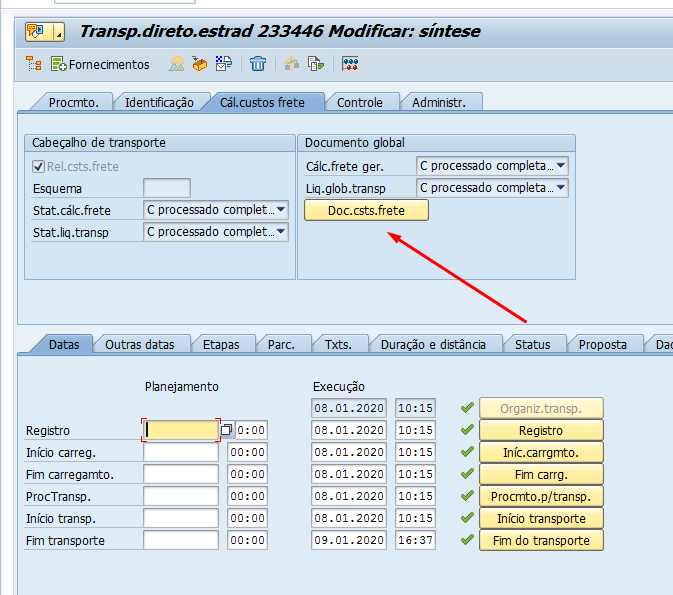 Transp.direto.estrad 233446 Modificar: síntese
Fornecimentos
Procmto. Identificação Cál.custos frete Controle Administr.
Cabeçalho de transporte Documento global
Rel.csts.frete Cálc.frete ger. C processado completa...
Esquema Liq.glob.transp C processado completa...
Stat.cálc.frete C processado complet... Doc.csts.frete
Stat.liq.transp C processado complet...
Datas Outras datas Etapas Parc. Txts. Duração e distância Status Proposta Dad
Planejamento Execução
08.01.2020 10:15 Organiz.transp.
Registro 0:00 08.01.2020 10:15 Registro
Início carreg. 00:00 08.01.2020 10:15 Iníc.carrgmto.
Fim carregamto. 00:00 08.01.2020 10:15 Fim carrg.
ProcTransp. 00:00 08.01.2020 10:15 Procmto.p/transp.
Início transp. 00:00 08.01.2020 10:15 Início transporte
Fim transporte 00:00 09.01.2020 16:37 Fim do transporte